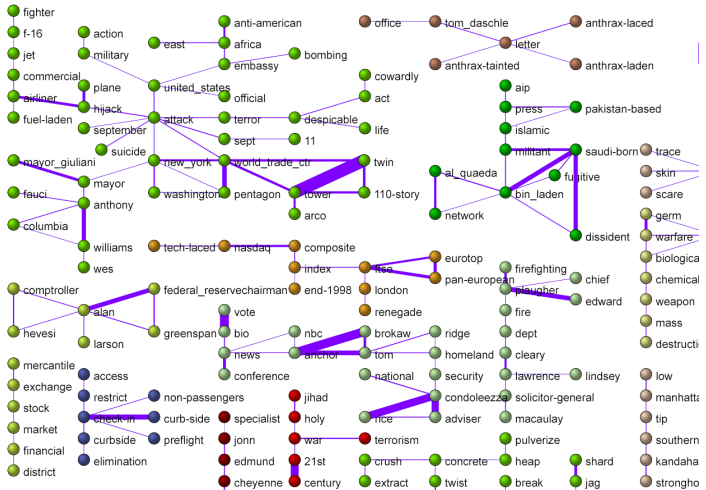 fighter
f-16
jet
commercial
airliner
fuel-laden
plane
hijack
action
military
east
anti-american
africa
embassy
bombing
united_states
official
attack
september
suicide
terror
sept
11
despicable
cowardly
act
life
mayor_giuliani
mayor
fauci
anthony
columbia
williams
wes
new_york
washington
pentagon
world_trade_ctr
twin
tower
110-story
arco
office
tom_daschle
anthrax-laced
letter
anthrax-tainted
anthrax-laden
aip
press
pakistan-based
islamic
militant
saudi-born
al_quaeda
fugitive
bin_laden
network
dissident
trace
skin
scare
germ
warfare
biologica
chemical
weapon
mass
destructi
tech-laced
nasdaq
composite
index
end-1998
ftse
eurotop
pan-european
london
renegade
comptroller
federal_reserve
chairman
alan
hevesi
larson
greenspan
vote
bio
news
conference
nbc
anchor
brokaw
tom
ridge
homeland
security
national
condoleezza
rice
adviser
firefighting
plaugher
chief
edward
fire
dept
cleary
lawrence
lindsey
solicitor-general
macaulay
mercantile
exchange
stock
market
financial
district
access
restrict
non-passengers
check-in
curb-side
curbside
preflight
elimination
specialist
jonn
edmund
cheyenne
jihad
holy
war
terrorism
21st
century
crush
extract
concrete
twist
pulverize
heap
break
shard
jag
low
manhatta
tip
southern
kandaha
strongho